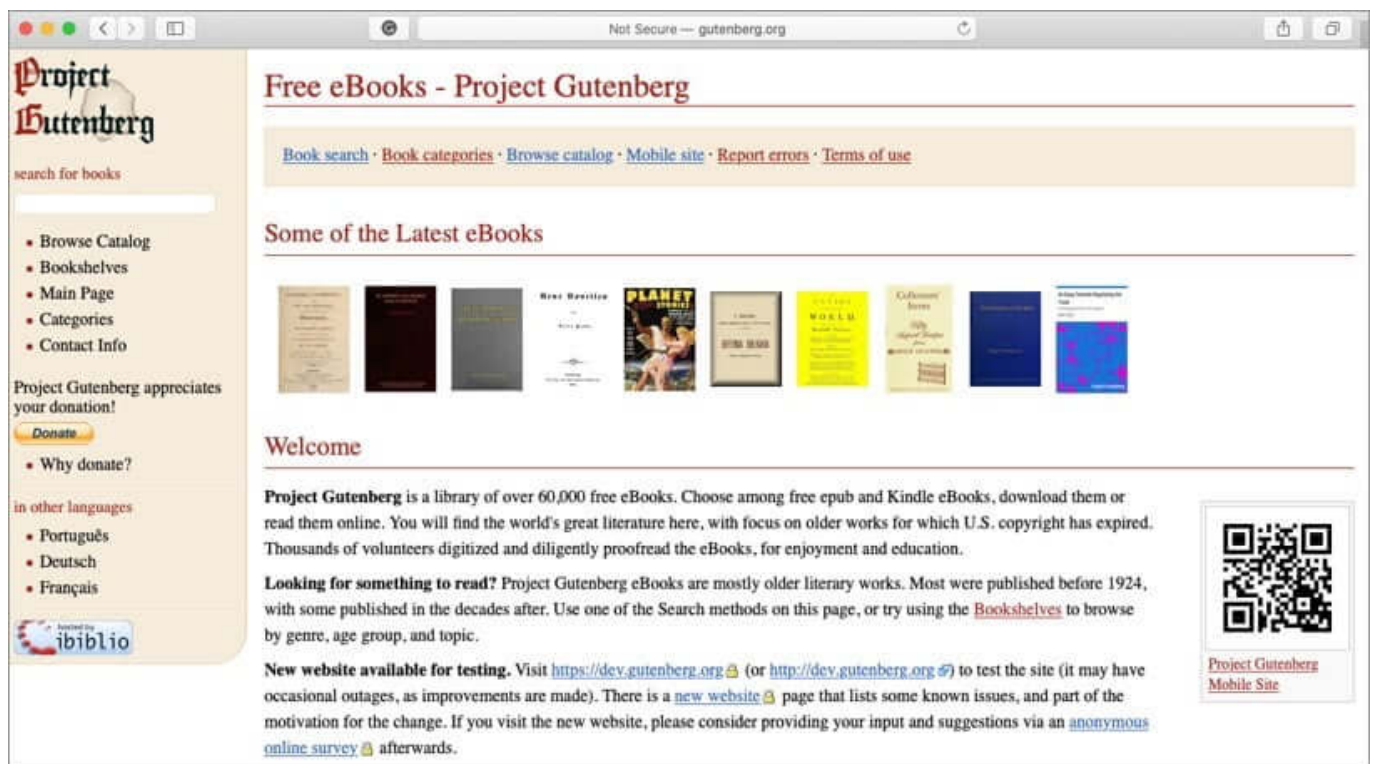 Not Secure — gutenberg.org
Project
Gutenberg
search for books
• Browse Catalog
• Bookshelves
• Main Page
• Categories
• Contact Info
Project Gutenberg appreciates
your donation!
Donate
• Why donate?
in other languages
• Português
• Deutsch
• Français
hosted by
ibiblio
Free eBooks - Project Gutenberg
Book search · Book categories · Browse catalog · Mobile site · Report errors · Terms of use
Some of the Latest eBooks
PLANET
STORIES
WORLD
Collectors'
Items
Fifty
Welcome
Project Gutenberg is a library of over 60,000 free eBooks. Choose among free epub and Kindle eBooks, download them or
read them online. You will find the world's great literature here, with focus on older works for which U.S. copyright has expired.
Thousands of volunteers digitized and diligently proofread the eBooks, for enjoyment and education.
Looking for something to read? Project Gutenberg eBooks are mostly older literary works. Most were published before 1924,
with some published in the decades after. Use one of the Search methods on this page, or try using the Bookshelves to browse
by genre, age group, and topic.
New website available for testing. Visit https://dev.gutenberg.org (or http://dev.gutenberg.org) to test the site (it may have
occasional outages, as improvements are made). There is a new website page that lists some known issues, and part of the
motivation for the change. If you visit the new website, please consider providing your input and suggestions via an anonymous
online survey afterwards.
Project Gutenberg
Mobile Site